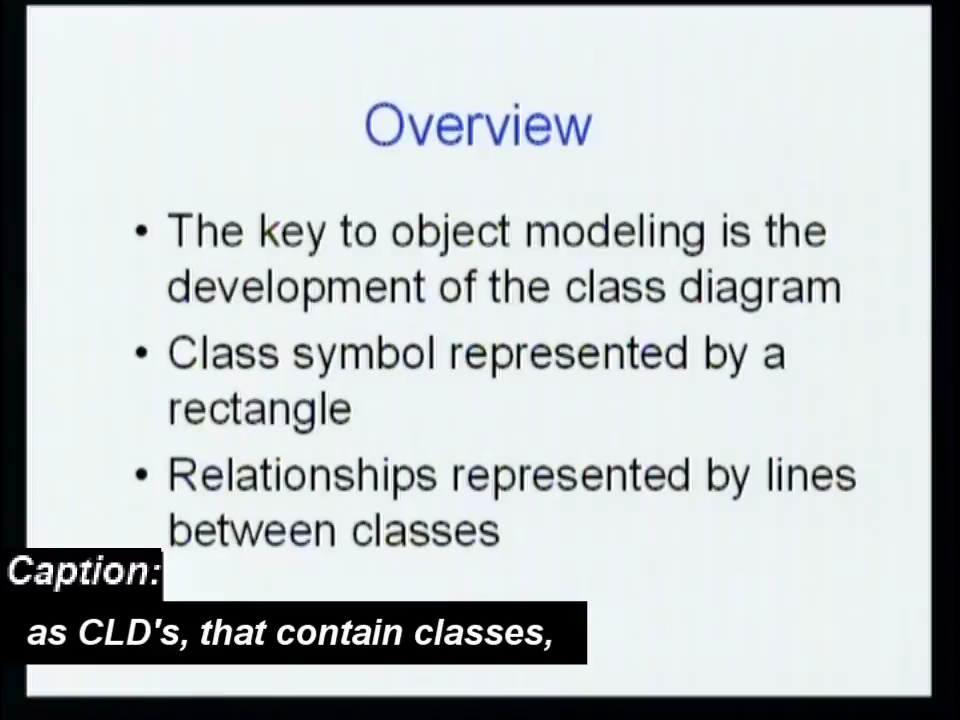 Overview
• The key to object modeling is the
development of the class diagram
• Class symbol represented by a
rectangle
• Relationships represented by lines
between classes
Caption:
as CLD's, that contain classes,